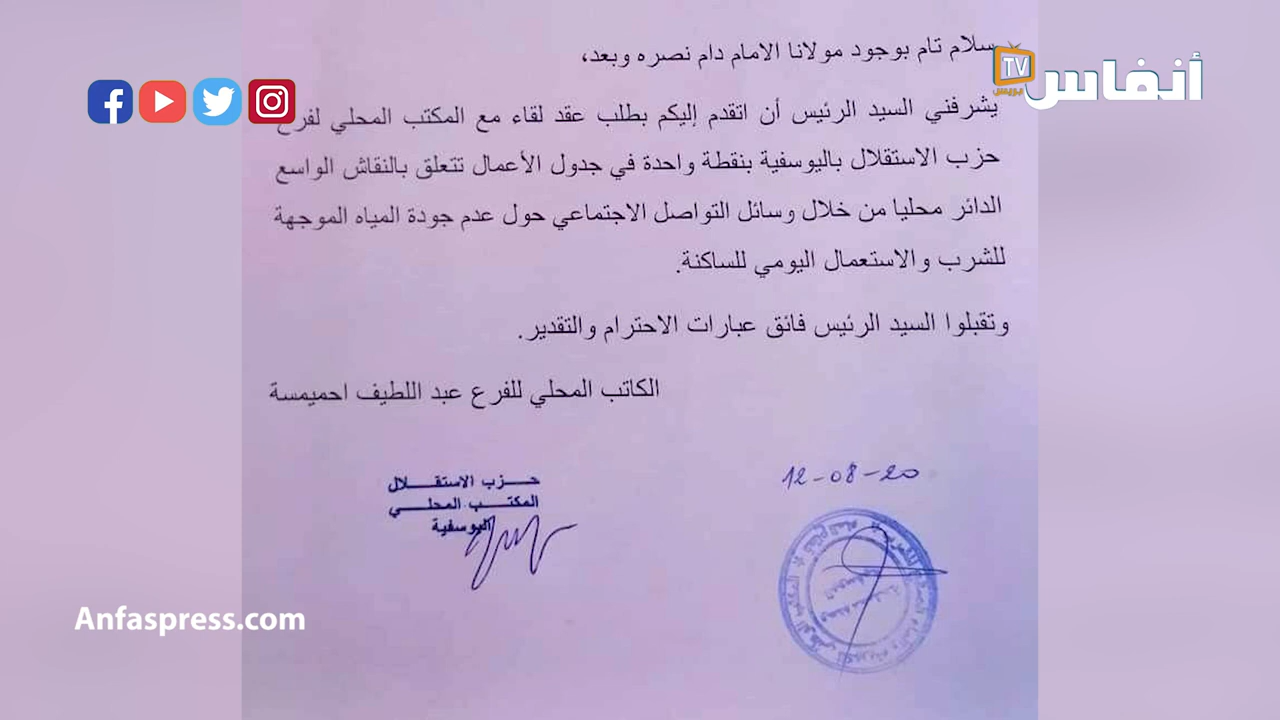 سلام تام بوجود مولانا الامام دام نصره وبعد،
يشرفني السيد الرئيس أن اتقدم إليكم بطلب عقد لقاء مع المكتب المحلي لفرع
حزب الاستقلال باليوسفية بنقطة واحدة في جدول الأعمال تتعلق بالنقاش الواسع
الدائر محليا من خلال وسائل التواصل الاجتماعي حول عدم جودة المياه الموجهة
للشرب والاستعمال اليومي للساكنة.
وتقبلوا السيد الرئيس فائق عبارات الاحترام والتقدير.
الكاتب المحلي للفرع عبد اللطيف احميمسة
حزب الاستقلال
المكتب المحلي
اليوسفية
12-08-20
أنفاس
TV
بريس
Anfaspress.com